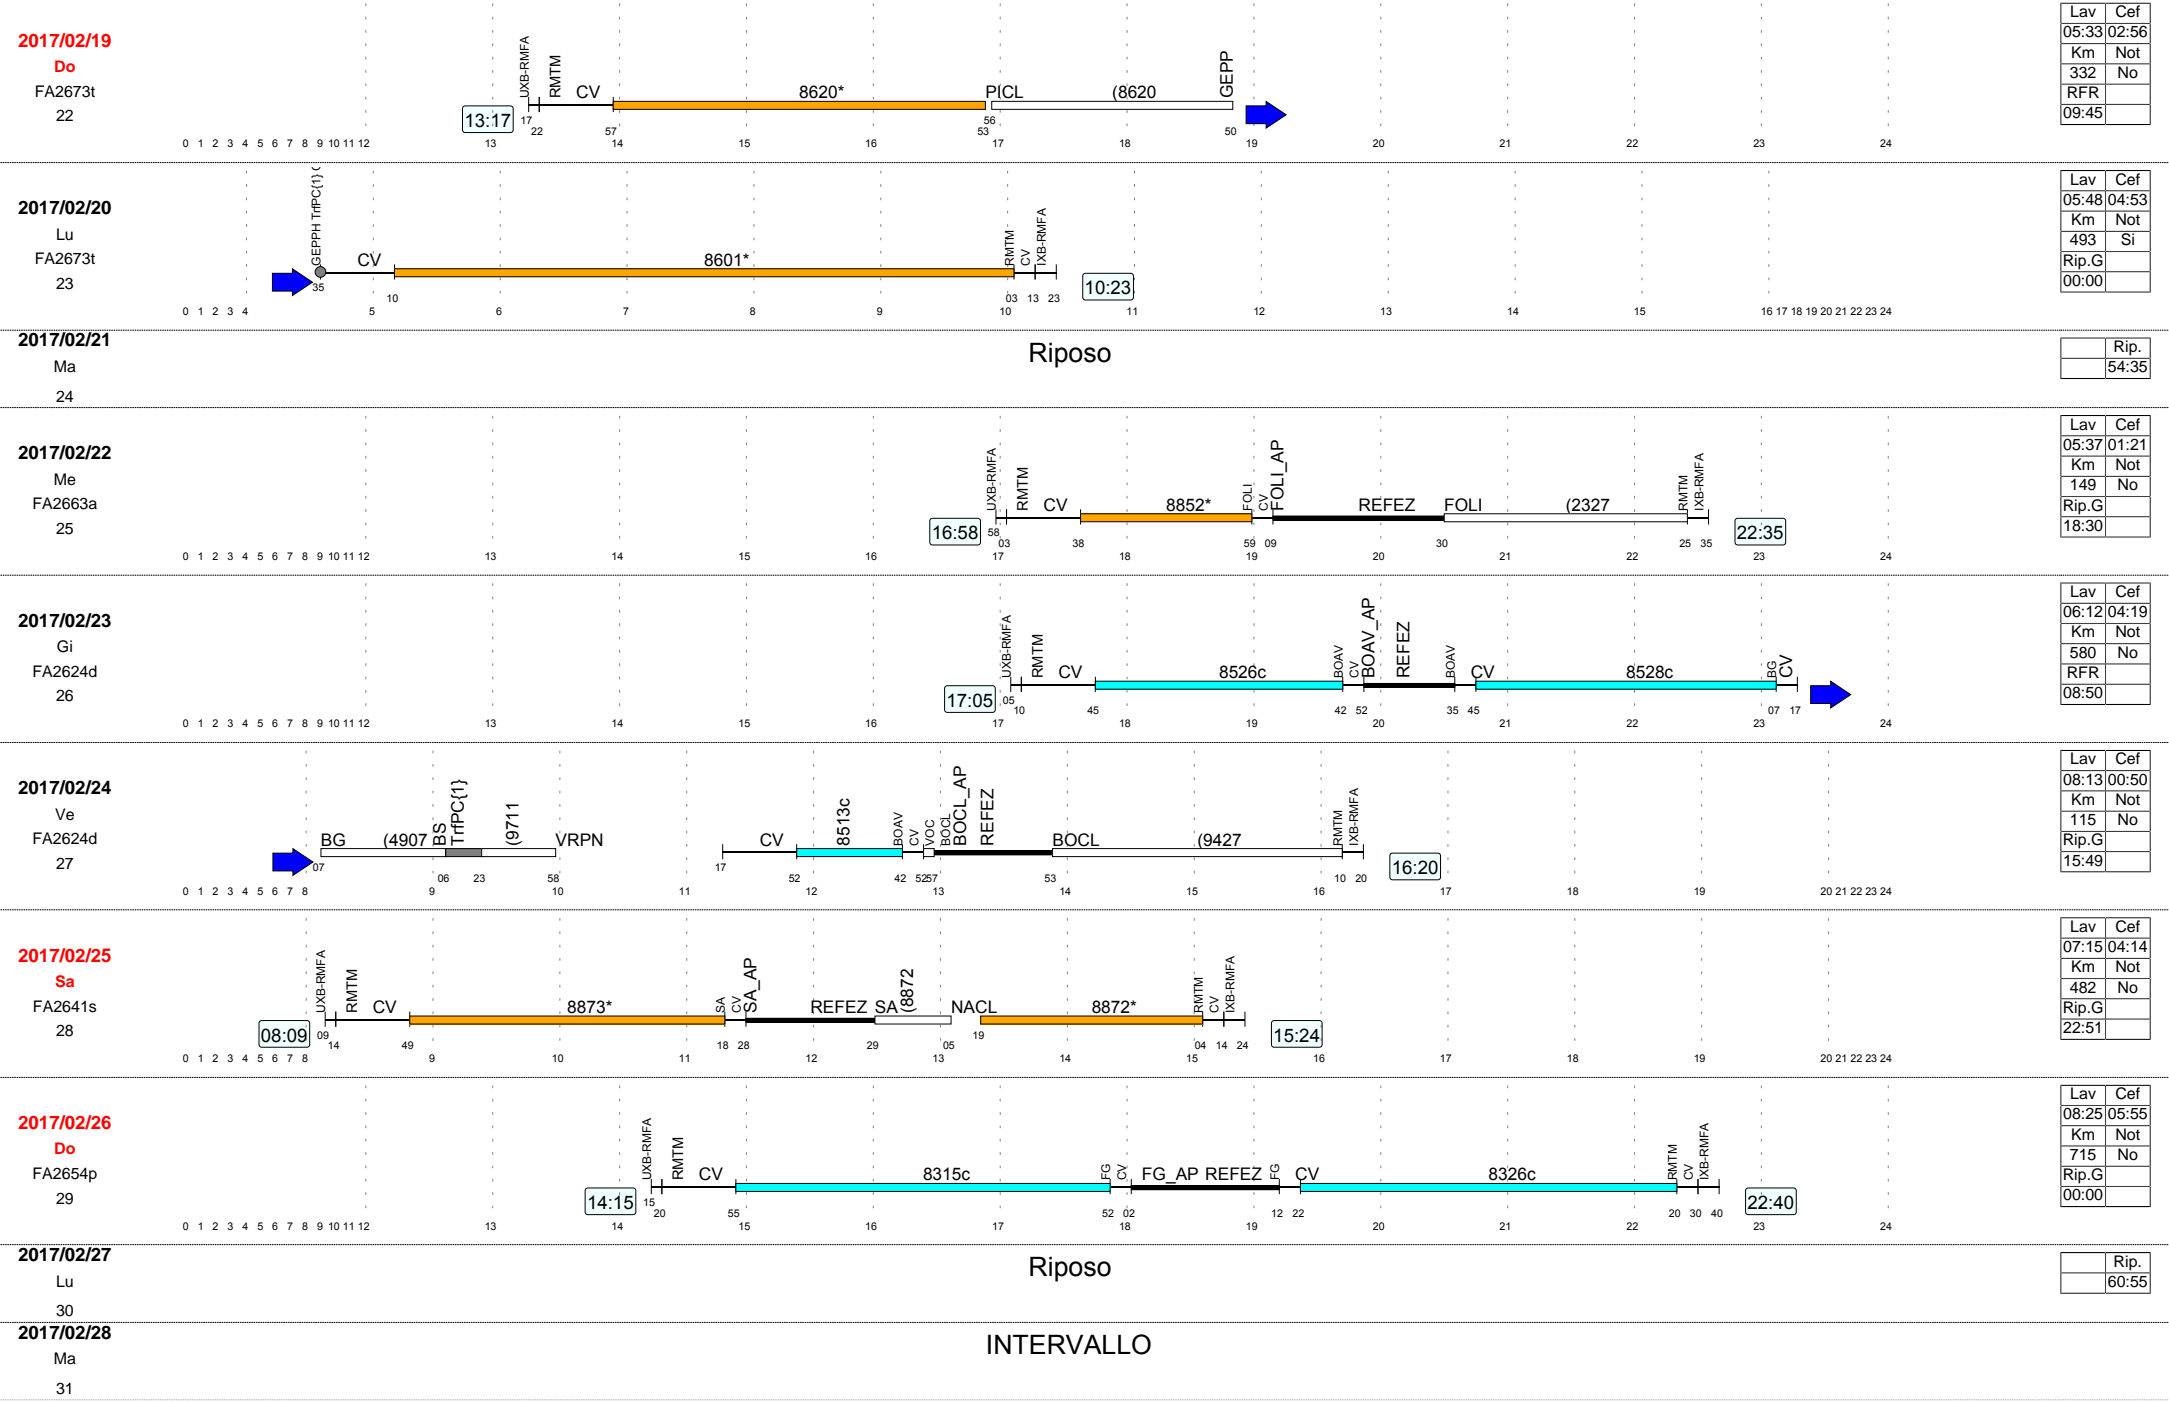 2017/02/19
Do
FA2673t
22
13:17
UXB-RMFA
RMTM
CV
8620*
PICL
(8620
GEPP
17 22 57 53 56 50
0 1 2 3 4 5 6 7 8 9 10 11 12 13 14 15 16 17 18 19 20 21 22 23 24
Lav Cef
05:33 02:56
Km Not
332 No
RFR
09:45
2017/02/20
Lu
FA2673t
23
GEPPH TrfPC{1}
CV
8601*
RMTM
CV
IXB-RMFA
10:23
35 10 03 13 23
0 1 2 3 4 5 6 7 8 9 10 11 12 13 14 15 16 17 18 19 20 21 22 23 24
Lav Cef
05:48 04:53
Km Not
493 Si
Rip.G
00:00
2017/02/21
Ma
24
Riposo
Rip.
54:35
2017/02/22
Me
FA2663a
25
16:58
UXB-RMFA
RMTM
CV
8852*
FOLI
CV
FOLI_AP
REFEZ
FOLI
(2327
RMTM
IXB-RMFA
22:35
58 03 38 59 09 30 25 35
0 1 2 3 4 5 6 7 8 9 10 11 12 13 14 15 16 17 18 19 20 21 22 23 24
Lav Cef
05:37 01:21
Km Not
149 No
Rip.G
18:30
2017/02/23
Gi
FA2624d
26
17:05
UXB-RMFA
RMTM
CV
8526c
BOAV
CV
BOAV_AP
REFEZ
BOAV
CV
8528c
BG
CV
05 10 45 42 52 35 45 07 17
0 1 2 3 4 5 6 7 8 9 10 11 12 13 14 15 16 17 18 19 20 21 22 23 24
Lav Cef
06:12 04:19
Km Not
580 No
RFR
08:50
2017/02/24
Ve
FA2624d
27
BG
(4907
BS
TrfPC{1}
(9711
VRPN
CV
8513c
BOAV
CV
VOC
BOCL
BOCL_AP
REFEZ
BOCL
(9427
RMTM
IXB-RMFA
16:20
07 06 23 58 17 52 42 52 57 53 10 20
0 1 2 3 4 5 6 7 8 9 10 11 12 13 14 15 16 17 18 19 20 21 22 23 24
Lav Cef
08:13 00:50
Km Not
115 No
Rip.G
15:49
2017/02/25
Sa
FA2641s
28
08:09
UXB-RMFA
RMTM
CV
8873*
SA
CV
SA_AP
REFEZ
SA
(8872
NACL
8872*
RMTM
CV
IXB-RMFA
15:24
09 14 49 18 28 29 05 19 04 14 24
0 1 2 3 4 5 6 7 8 9 10 11 12 13 14 15 16 17 18 19 20 21 22 23 24
Lav Cef
07:15 04:14
Km Not
482 No
Rip.G
22:51
2017/02/26
Do
FA2654p
29
14:15
UXB-RMFA
RMTM
CV
8315c
FG
CV
FG_AP
REFEZ
FG
CV
8326c
RMTM
CV
IXB-RMFA
22:40
15 20 55 52 02 12 22 20 30 40
0 1 2 3 4 5 6 7 8 9 10 11 12 13 14 15 16 17 18 19 20 21 22 23 24
Lav Cef
08:25 05:55
Km Not
715 No
Rip.G
00:00
2017/02/27
Lu
30
Riposo
Rip.
60:55
2017/02/28
Ma
31
INTERVALLO